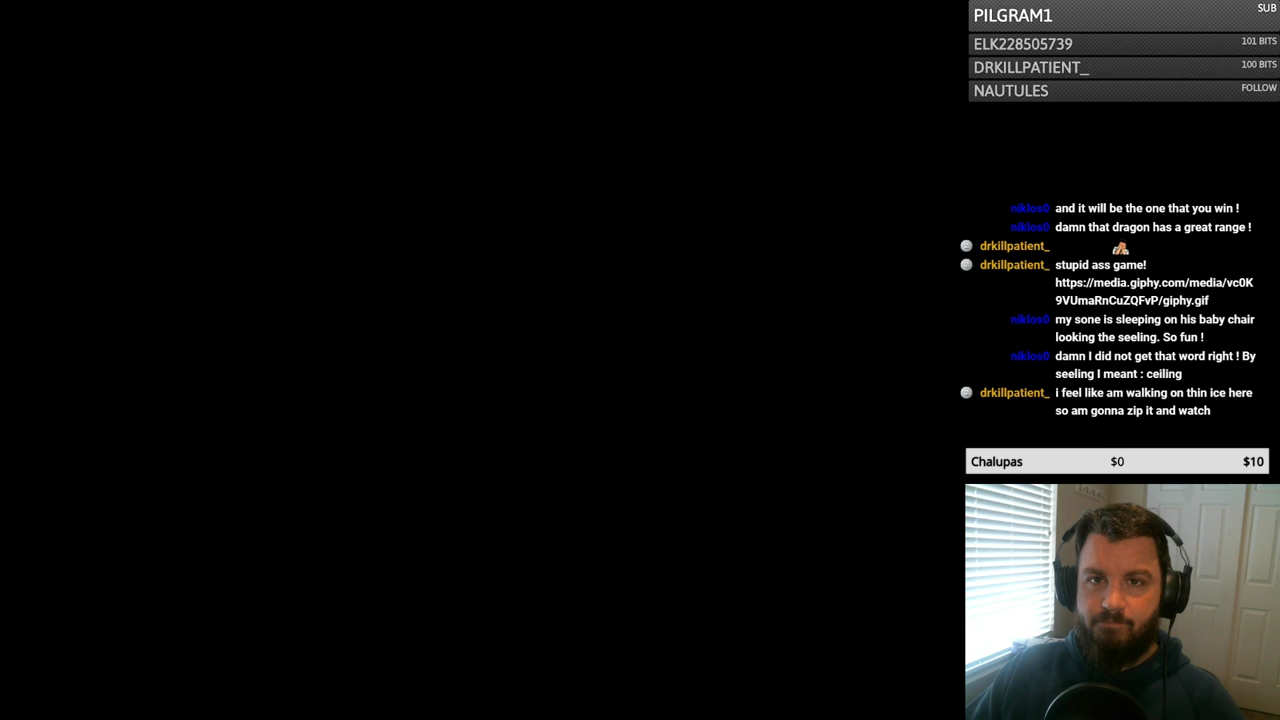 PILGRAM1 SUB
ELK228505739 101 BITS
DRKILLPATIENT_ 100 BITS
NAUTULES FOLLOW
niklos0 and it will be the one that you win !
niklos0 damn that dragon has a great range !
drkillpatient_
drkillpatient_ stupid ass game!
https://media.giphy.com/media/vc0K
9VUmaRnCuZQFvP/giphy.gif
niklos0 my sone is sleeping on his baby chair
looking the seeling. So fun !
niklos0 damn I did not get that word right ! By
seeling I meant : ceiling
drkillpatient_ i feel like am walking on thin ice here
so am gonna zip it and watch
Chalupas $0 $10